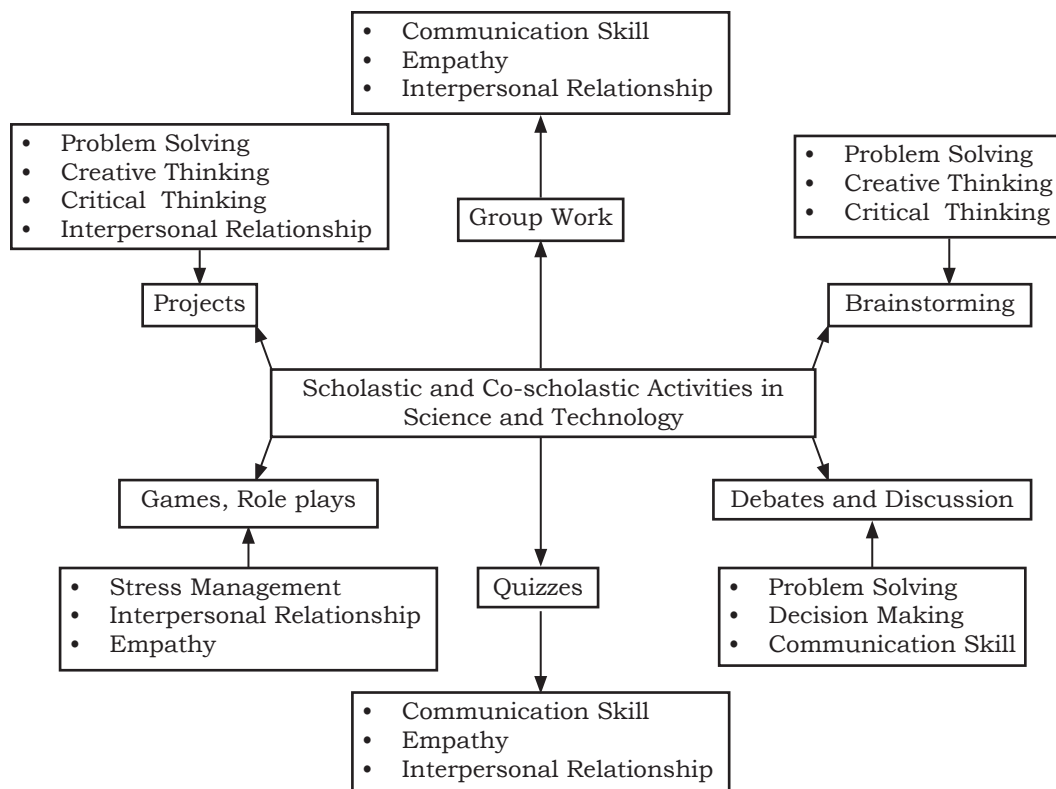 • Communication Skill
• Empathy
• Interpersonal Relationship
• Problem Solving
• Creative Thinking
• Critical  Thinking
• Interpersonal Relationship
• Problem Solving
• Creative Thinking
• Critical  Thinking
Group Work
Projects
Brainstorming
Scholastic and Co-scholastic Activities in
Science and Technology
Games, Role plays
Debates and Discussion
• Stress Management
• Interpersonal Relationship
• Empathy
Quizzes
• Problem Solving
• Decision Making
• Communication Skill
• Communication Skill
• Empathy
• Interpersonal Relationship